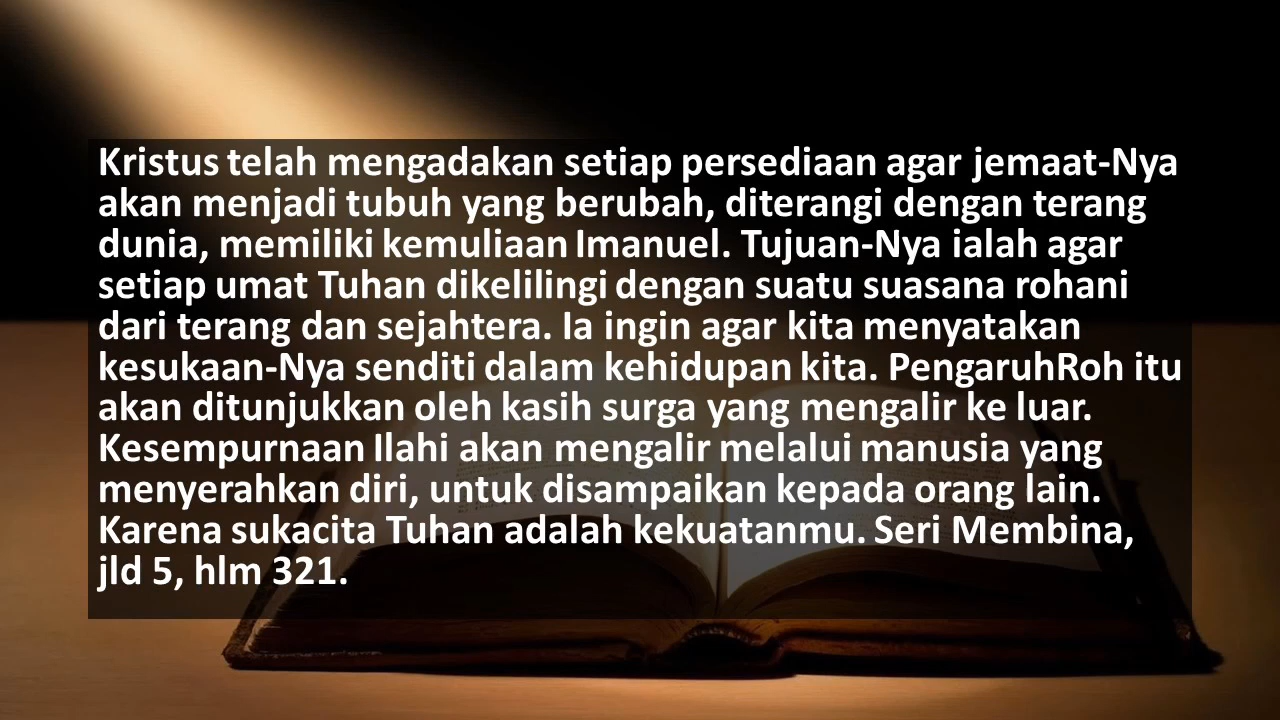 Kristus telah mengadakan setiap persediaan agar jemaat-Nya
akan menjadi tubuh yang berubah, diterangi dengan terang
dunia, memiliki kemuliaan Imanuel. Tujuan-Nya ialah agar
setiap umat Tuhan dikelilingi dengan suatu suasana rohani
dari terang dan sejahtera. Ia ingin agar kita menyatakan
kesukaan-Nya senditi dalam kehidupan kita. PengaruhRoh itu
akan ditunjukkan oleh kasih surga yang mengalir ke luar.
Kesempurnaan Ilahi akan mengalir melalui manusia yang
menyerahkan diri, untuk disampaikan kepada orang lain.
Karena sukacita Tuhan adalah kekuatanmu. Seri Membina,
jld 5, hlm 321.